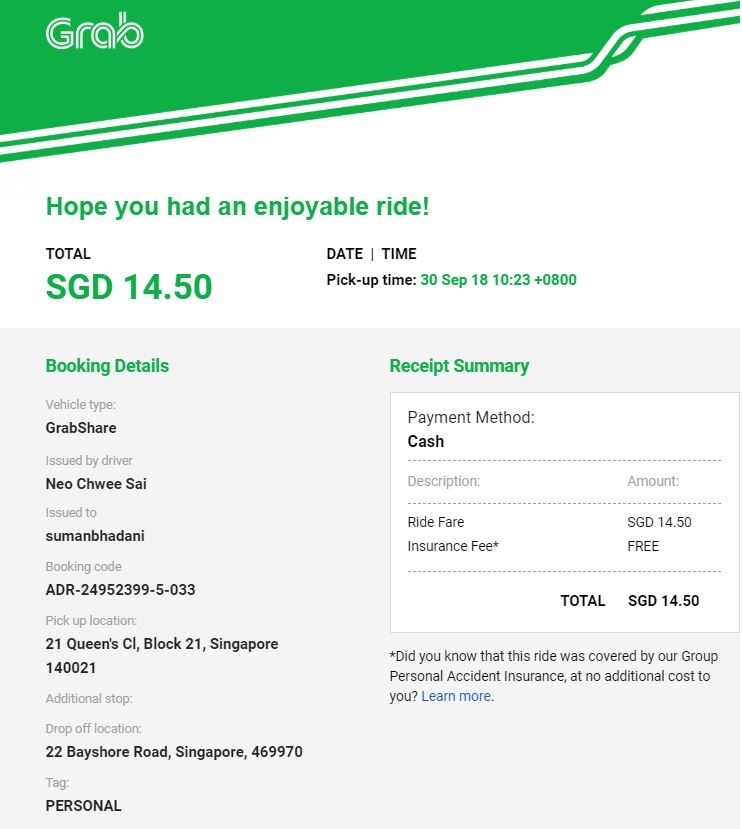 Grab
Hope you had an enjoyable ride!
TOTAL
SGD 14.50
DATE | TIME
Pick-up time: 30 Sep 18 10:23 +0800
Booking Details
Vehicle type:
GrabShare
Issued by driver
Neo Chwee Sai
Issued to
sumanbhadani
Booking code
ADR-24952399-5-033
Pick up location:
21 Queen's Cl, Block 21, Singapore
140021
Additional stop:
Drop off location:
22 Bayshore Road, Singapore, 469970
Tag:
PERSONAL
Receipt Summary
Payment Method:
Cash
Description: Amount:
Ride Fare SGD 14.50
Insurance Fee* FREE
TOTAL SGD 14.50
*Did you know that this ride was covered by our Group
Personal Accident Insurance, at no additional cost to
you? Learn more.